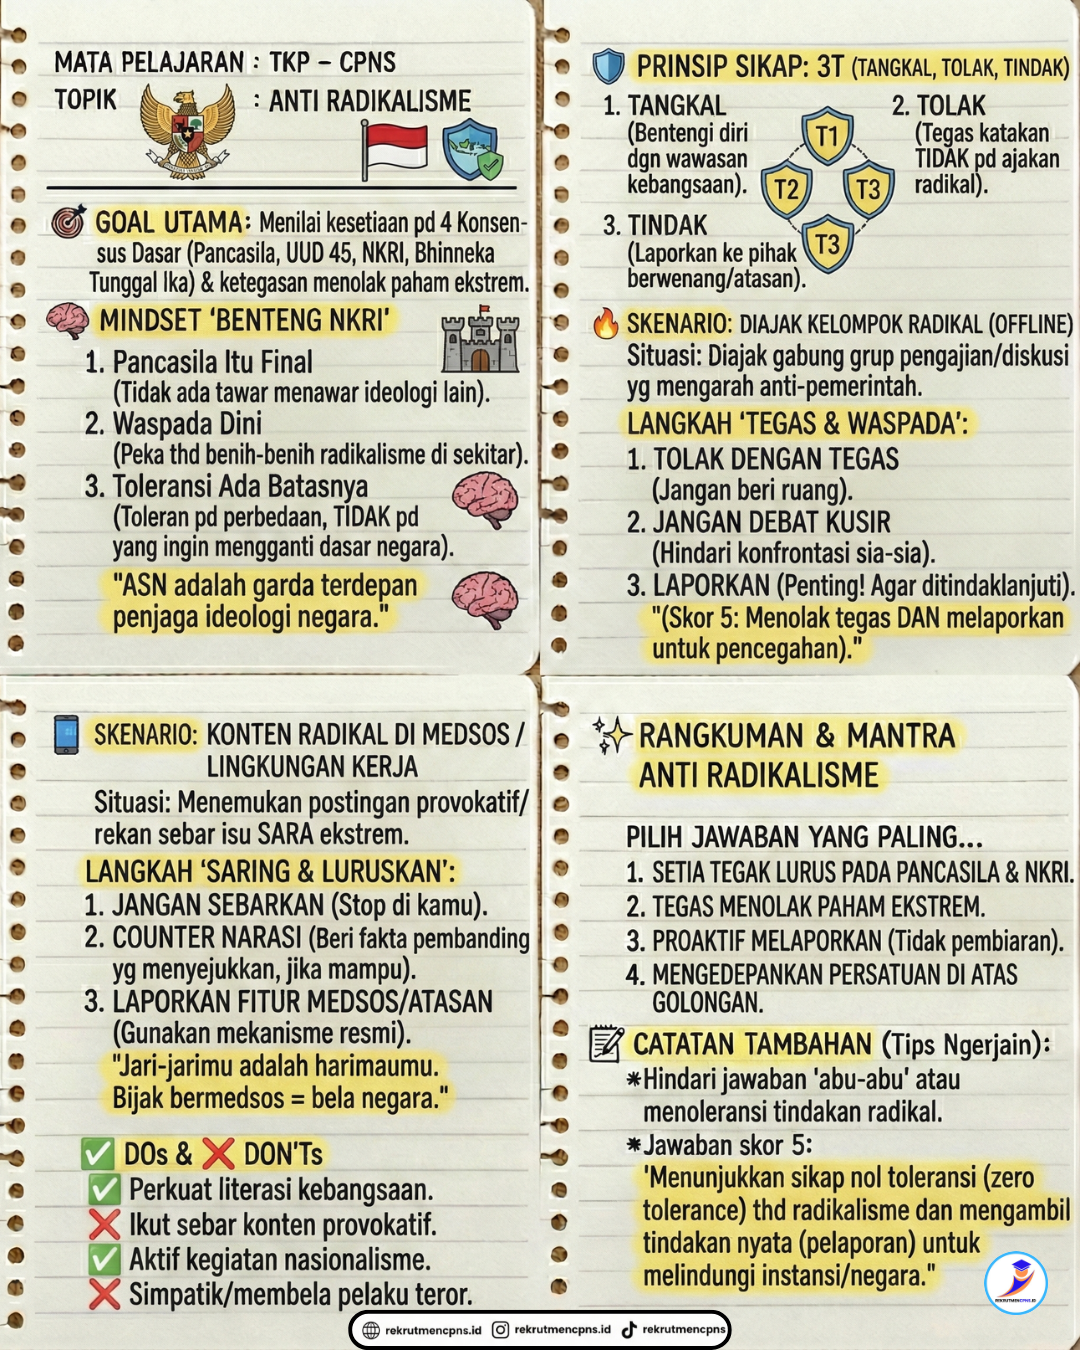 MATA PELAJARAN : TKP – CPNS
TOPIK : ANTI RADIKALISME
GOAL UTAMA: Menilai kesetiaan pd 4 Konsen-
sus Dasar (Pancasila, UUD 45, NKRI, Bhinneka
Tunggal Ika) & ketegasan menolak paham ekstrem.
MINDSET ‘BENTENG NKRI’
1. Pancasila Itu Final
(Tidak ada tawar menawar ideologi lain).
2. Waspada Dini
(Peka thd benih-benih radikalisme di sekitar).
3. Toleransi Ada Batasnya
(Toleran pd perbedaan, TIDAK pd
yang ingin mengganti dasar negara).
"ASN adalah garda terdepan
penjaga ideologi negara."
PRINSIP SIKAP: 3T (TANGKAL, TOLAK, TINDAK)
1. TANGKAL
(Bentengi diri
dgn wawasan
kebangsaan).
T1
T2
T3
T3
2. TOLAK
(Tegas katakan
TIDAK pd ajakan
radikal).
3. TINDAK
(Laporkan ke pihak
berwenang/atasan).
SKENARIO: DIAJAK KELOMPOK RADIKAL (OFFLINE)
Situasi: Diajak gabung grup pengajian/diskusi
yg mengarah anti-pemerintah.
LANGKAH ‘TEGAS & WASPADA’:
1. TOLAK DENGAN TEGAS
(Jangan beri ruang).
2. JANGAN DEBAT KUSIR
(Hindari konfrontasi sia-sia).
3. LAPORKAN (Penting! Agar ditindaklanjuti).
"(Skor 5: Menolak tegas DAN melaporkan
untuk pencegahan)."
SKENARIO: KONTEN RADIKAL DI MEDSOS /
LINGKUNGAN KERJA
Situasi: Menemukan postingan provokatif/
rekan sebar isu SARA ekstrem.
LANGKAH ‘SARING & LURUSKAN’:
1. JANGAN SEBARKAN (Stop di kamu).
2. COUNTER NARASI (Beri fakta pembanding
yg menyejukkan, jika mampu).
3. LAPORKAN FITUR MEDSOS/ATASAN
(Gunakan mekanisme resmi).
"Jari-jarimu adalah harimaumu.
Bijak bermedsos = bela negara."
DOs & DON'Ts
Perkuat literasi kebangsaan.
Ikut sebar konten provokatif.
Aktif kegiatan nasionalisme.
Simpatik/membela pelaku teror.
RANGKUMAN & MANTRA
ANTI RADIKALISME
PILIH JAWABAN YANG PALING...
1. SETIA TEGAK LURUS PADA PANCASILA & NKRI.
2. TEGAS MENOLAK PAHAM EKSTREM.
3. PROAKTIF MELAPORKAN (Tidak pembiaran).
4. MENGEDEPANKAN PERSATUAN DI ATAS
GOLONGAN.
CATATAN TAMBAHAN (Tips Ngerjain):
*Hindari jawaban 'abu-abu' atau
menoleransi tindakan radikal.
*Jawaban skor 5:
'Menunjukkan sikap nol toleransi (zero
tolerance) thd radikalisme dan mengambil
tindakan nyata (pelaporan) untuk
melindungi instansi/negara."
REKRUTMENCPNS.ID
rekrutmencpns.id rekrutmencpns.id rekrutmencpns